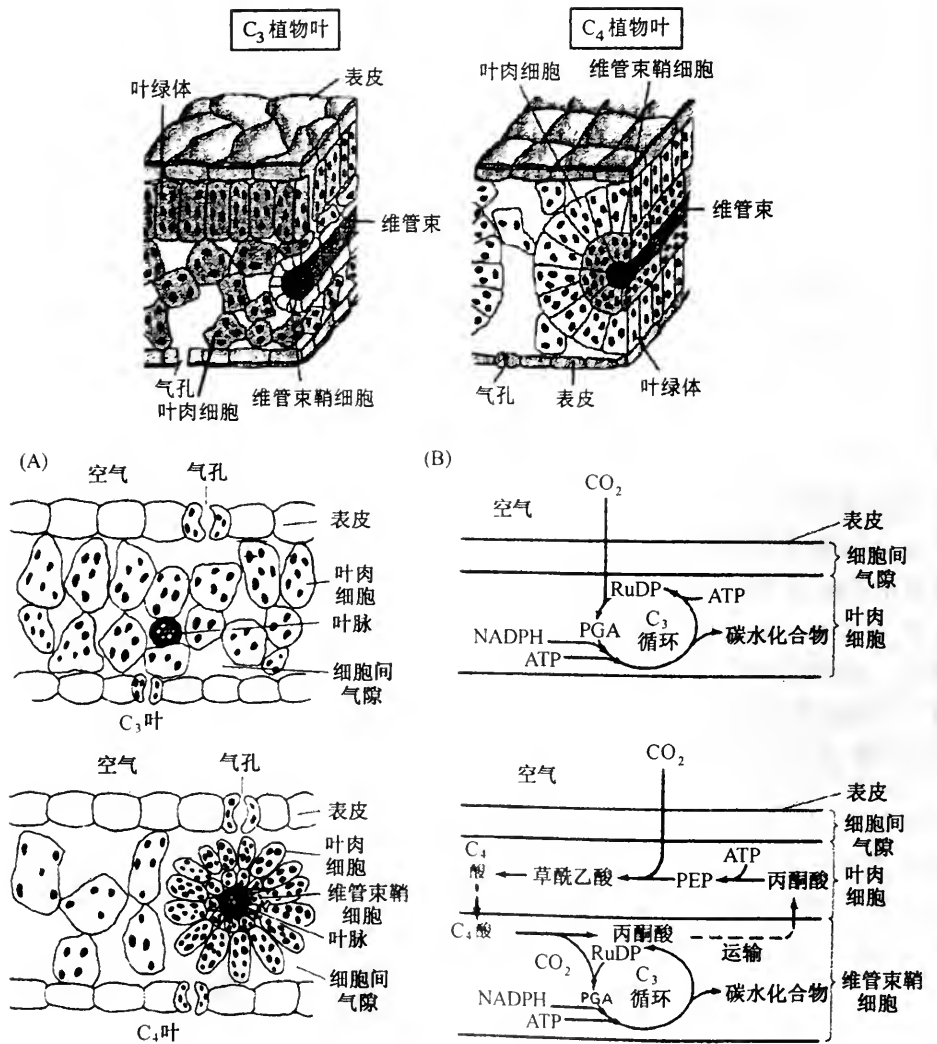 C₃植物叶
C₄植物叶
叶绿体
表皮
维管束
气孔
叶肉细胞
维管束鞘细胞
叶肉细胞
维管束鞘细胞
维管束
叶绿体
气孔
表皮
(A)
空气
气孔
表皮
叶肉
细胞
叶脉
细胞间
气隙
C₃叶
空气
气孔
表皮
叶肉
细胞
维管束鞘
细胞
叶脉
细胞间
气隙
C₄叶
(B)
CO₂
空气
表皮
细胞间
气隙
RuDP
ATP
C₃
循环
PGA
NADPH
ATP
碳水化合物
叶肉
细胞
CO₂
空气
表皮
细胞间
气隙
C₄
酸
草酰乙酸
PEP
ATP
丙酮酸
叶肉
细胞
C₄酸
丙酮酸
运输
CO₂
RuDP
C₃
循环
NADPH
PGA
ATP
碳水化合物
维管束鞘
细胞